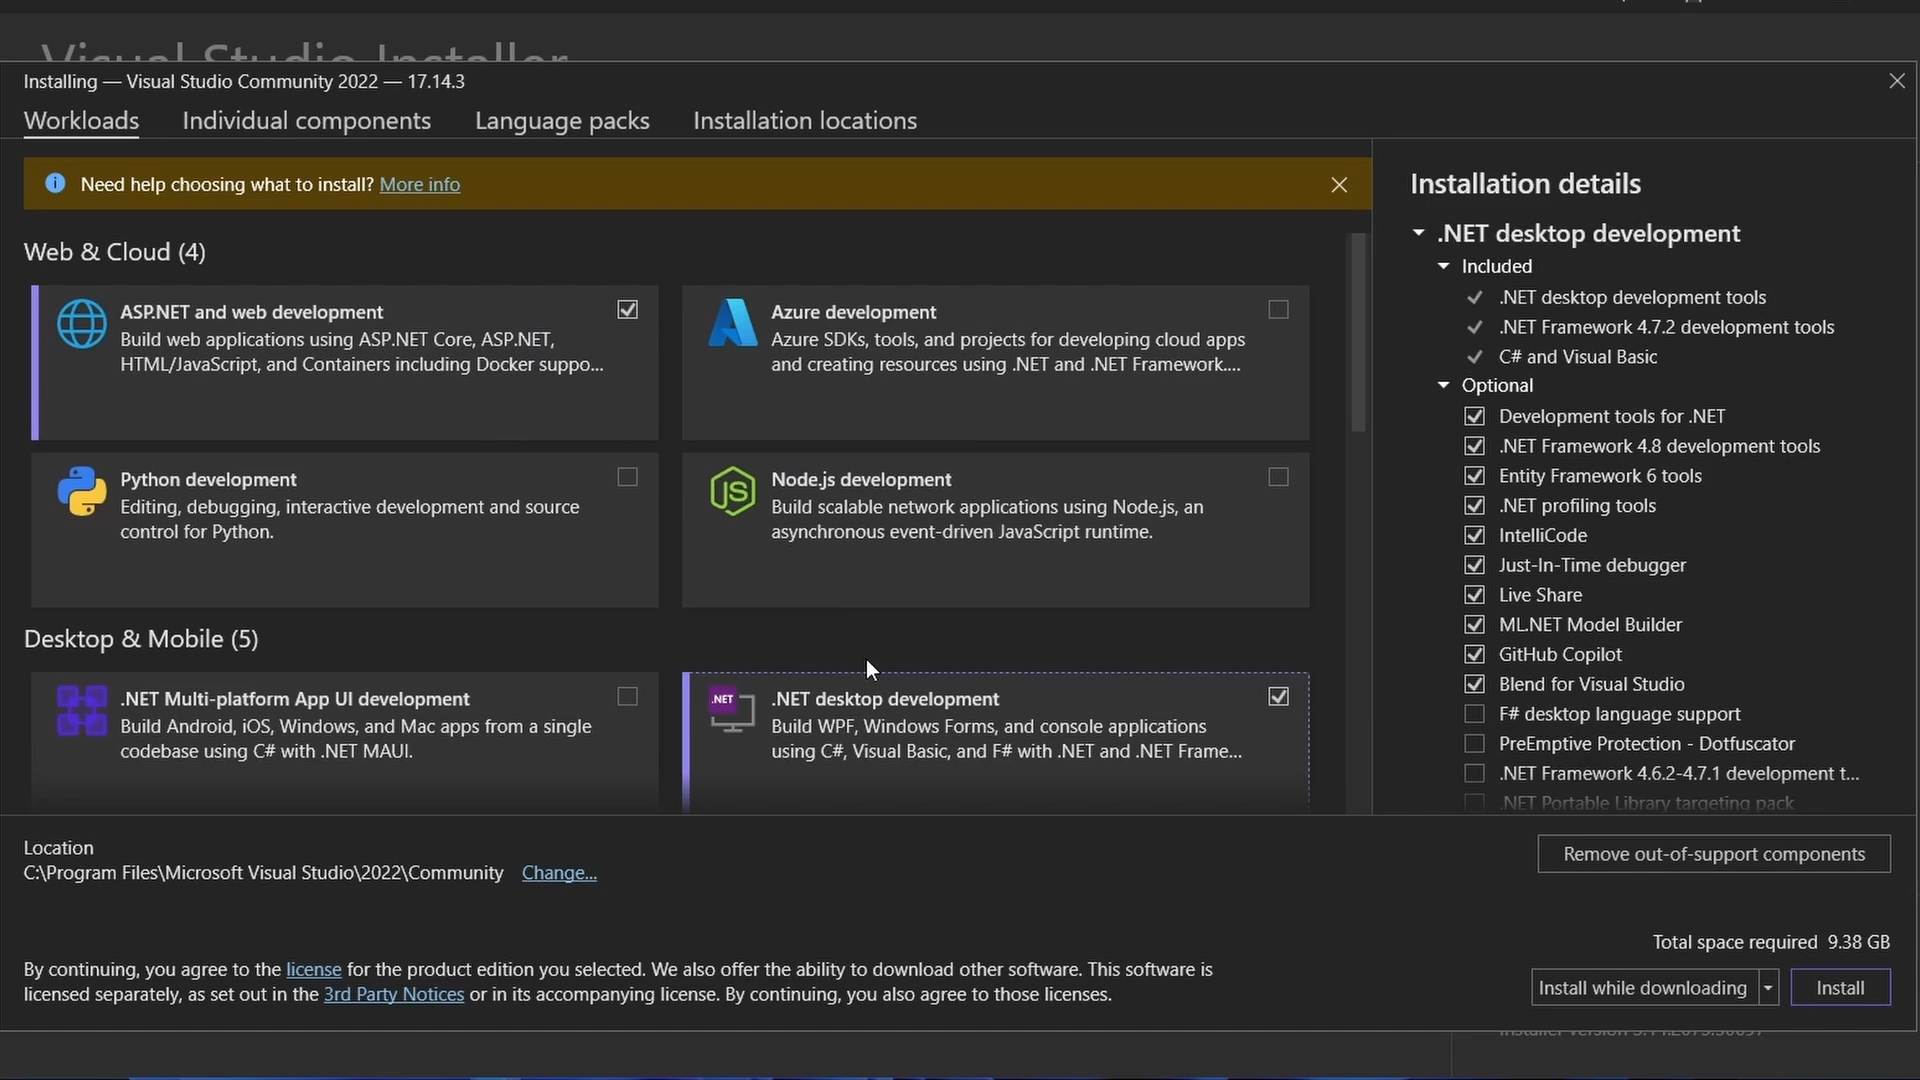 Visual Studio Installer
Installing — Visual Studio Community 2022 — 17.14.3
Workloads
Individual components
Language packs
Installation locations
Need help choosing what to install? More info
Web & Cloud (4)
ASP.NET and web development
Build web applications using ASP.NET Core, ASP.NET,
HTML/JavaScript, and Containers including Docker suppo...
Azure development
Azure SDKs, tools, and projects for developing cloud apps
and creating resources using .NET and .NET Framework....
Python development
Editing, debugging, interactive development and source
control for Python.
Node.js development
Build scalable network applications using Node.js, an
asynchronous event-driven JavaScript runtime.
Desktop & Mobile (5)
.NET Multi-platform App UI development
Build Android, iOS, Windows, and Mac apps from a single
codebase using C# with .NET MAUI.
.NET desktop development
Build WPF, Windows Forms, and console applications
using C#, Visual Basic, and F# with .NET and .NET Frame...
Installation details
.NET desktop development
Included
.NET desktop development tools
.NET Framework 4.7.2 development tools
C# and Visual Basic
Optional
Development tools for .NET
.NET Framework 4.8 development tools
Entity Framework 6 tools
.NET profiling tools
IntelliCode
Just-In-Time debugger
Live Share
ML.NET Model Builder
GitHub Copilot
Blend for Visual Studio
F# desktop language support
PreEmptive Protection - Dotfuscator
.NET Framework 4.6.2-4.7.1 development t...
.NET Portable Library targeting pack
Location
C:\Program Files\Microsoft Visual Studio\2022\Community Change...
Remove out-of-support components
Total space required 9.38 GB
By continuing, you agree to the license for the product edition you selected. We also offer the ability to download other software. This software is
licensed separately, as set out in the 3rd Party Notices or in its accompanying license. By continuing, you also agree to those licenses.
Install while downloading
Install